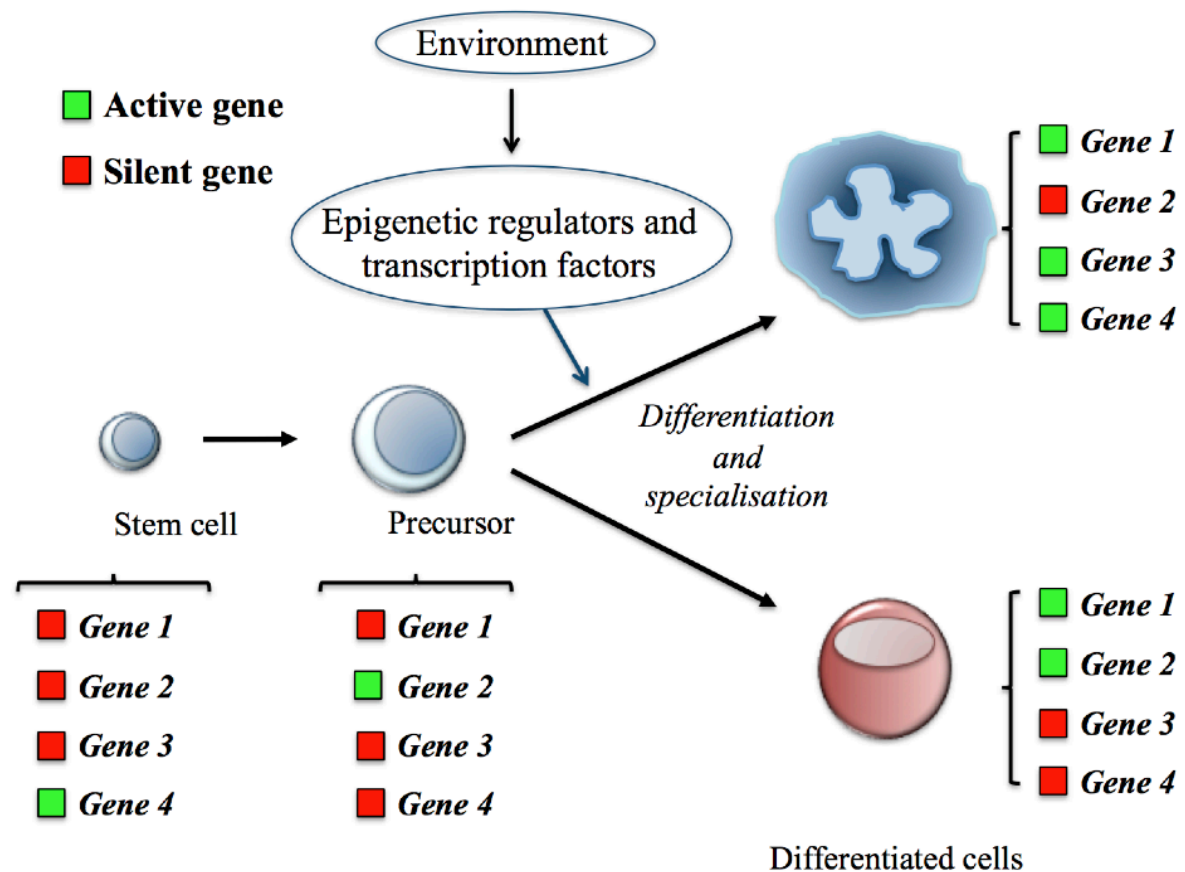 Environment
Active gene
Silent gene
Epigenetic regulators and
transcription factors
Gene 1
Gene 2
Gene 3
Gene 4
Differentiation
and
specialisation
Stem cell
Precursor
Gene 1
Gene 2
Gene 3
Gene 4
Gene 1
Gene 2
Gene 3
Gene 4
Gene 1
Gene 2
Gene 3
Gene 4
Differentiated cells